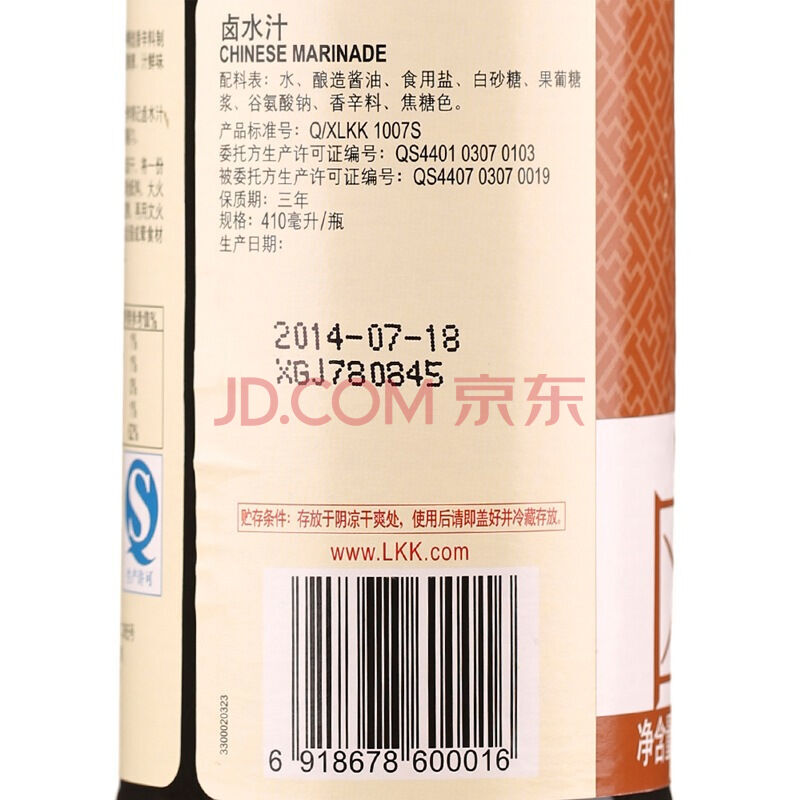 卤水汁
CHINESE MARINADE
配料表：水、酿造酱油、食用盐、白砂糖、果葡糖
浆、谷氨酸钠、香辛料、焦糖色。
产品标准号：Q/XLKK 1007S
委托方生产许可证编号：QS4401 0307 0103
被委托方生产许可证编号：QS4407 0307 0019
保质期：三年
规格：410毫升/瓶
生产日期：
2014-07-18
XGJ780845
JD.COM 京东
贮存条件：存放于阴凉干爽处，使用后请即盖好并冷藏存放。
www.LKK.com
3300020323
6 918678 600016
净含